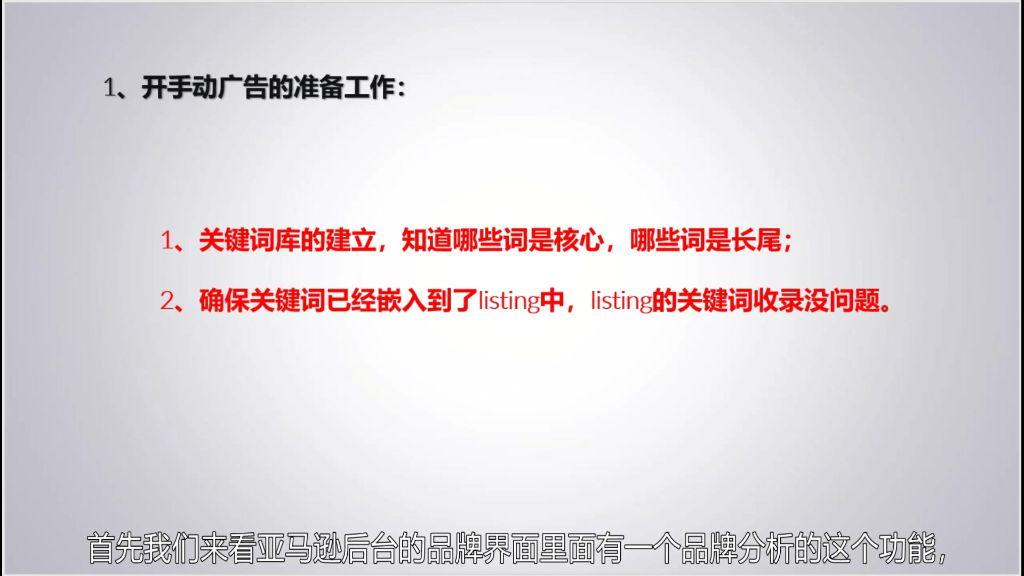 1、开手动广告的准备工作：
1、关键词库的建立，知道哪些词是核心，哪些词是长尾；
2、确保关键词已经嵌入到了listing中，listing的关键词收录没问题。
首先我们来看亚马逊后台的品牌界面里面有一个品牌分析的这个功能，